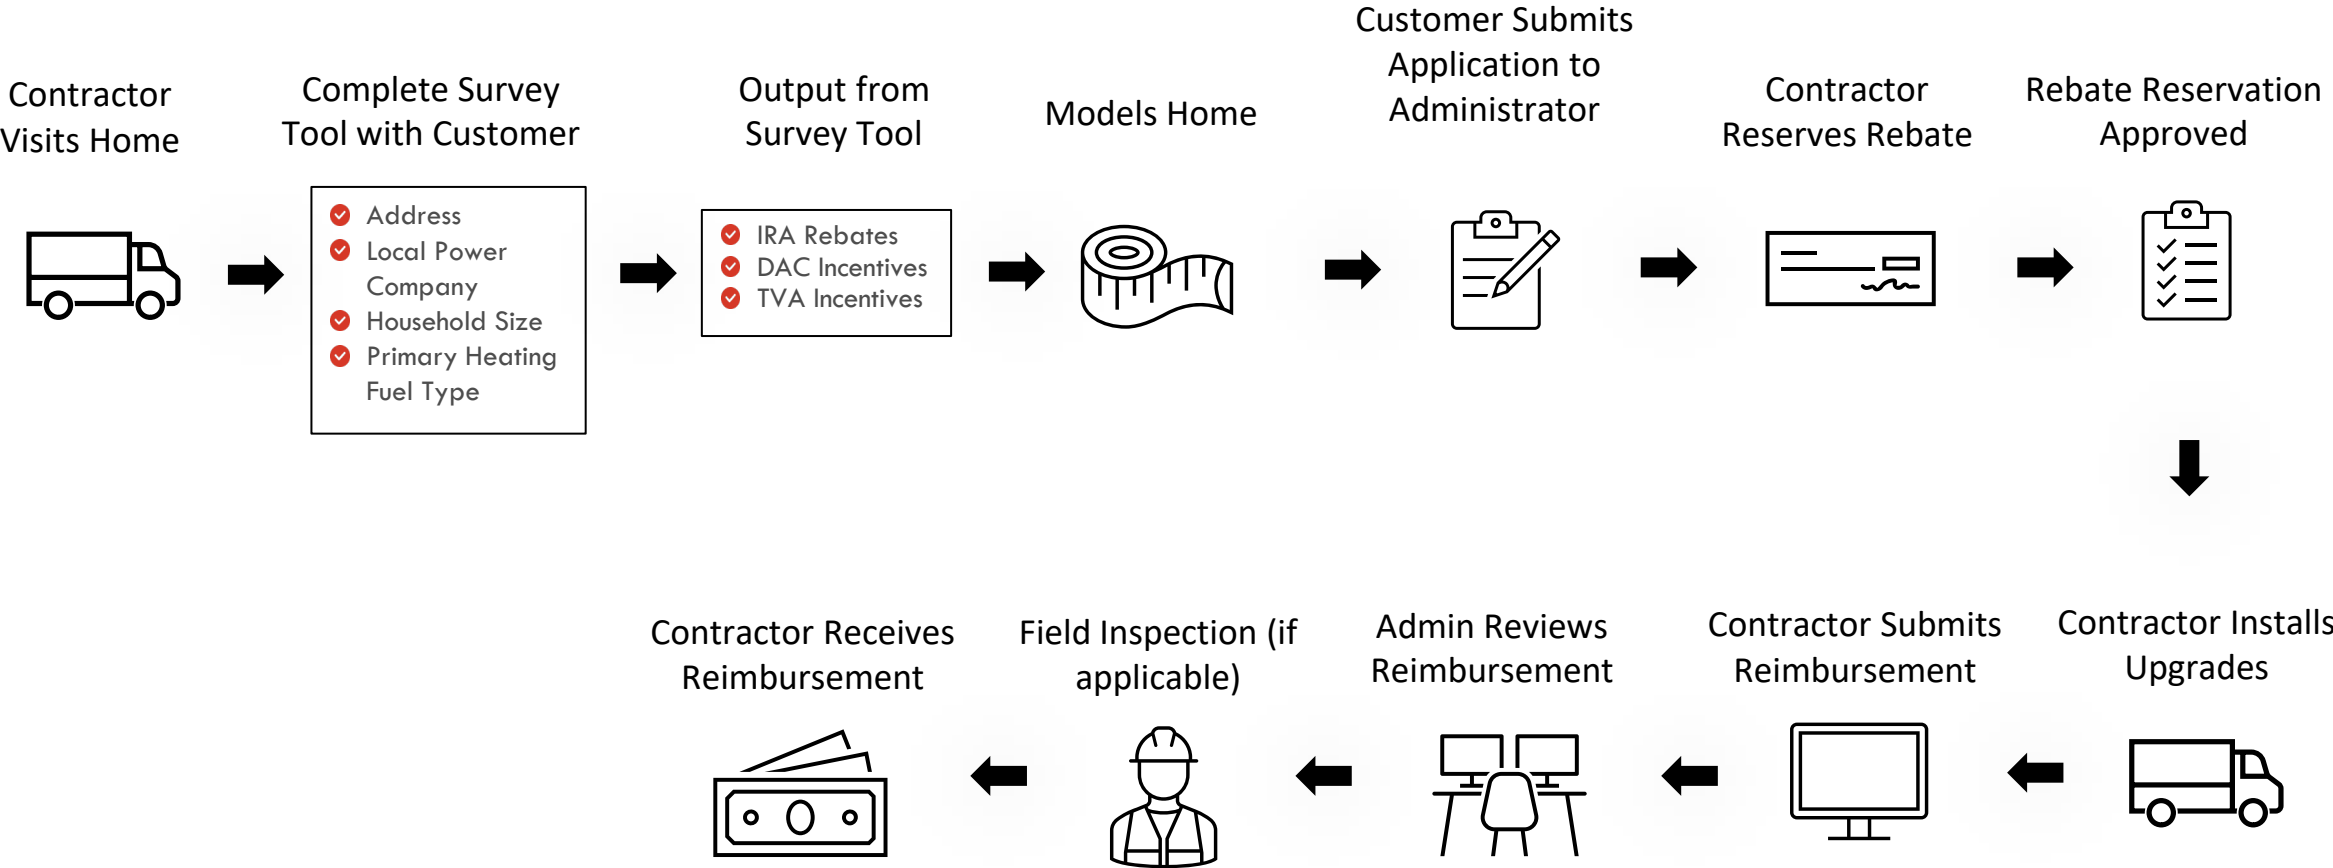 Contractor
Visits Home
Complete Survey
Tool with Customer
Address
Local Power
Company
Household Size
Primary Heating
Fuel Type
Output from
Survey Tool
IRA Rebates
DAC Incentives
TVA Incentives
Models Home
Customer Submits
Application to
Administrator
Contractor
Reserves Rebate
Rebate Reservation
Approved
Contractor Installs
Upgrades
Contractor Submits
Reimbursement
Admin Reviews
Reimbursement
Field Inspection (if
applicable)
Contractor Receives
Reimbursement